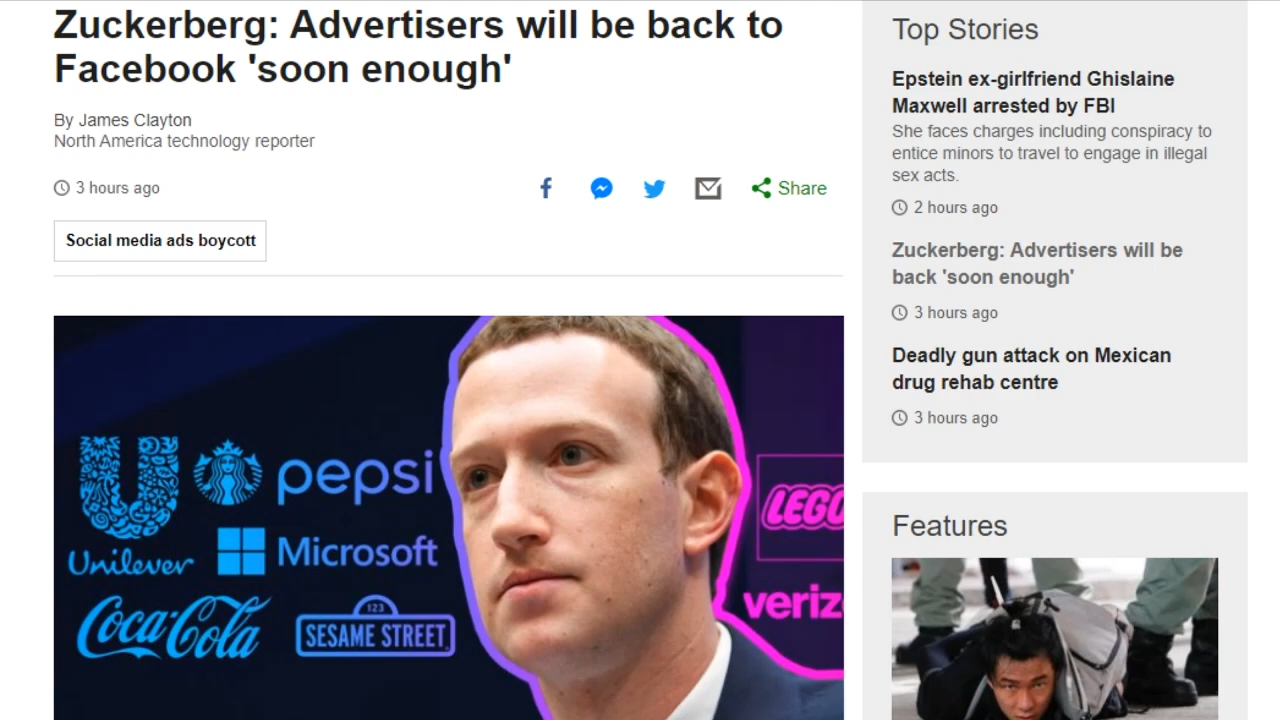 Zuckerberg: Advertisers will be back to
Facebook 'soon enough'
By James Clayton
North America technology reporter
3 hours ago
Share
Social media ads boycott
Unilever
pepsi
Microsoft
Coca-Cola
123
SESAME STREET
LEGO
veriz
Top Stories
Epstein ex-girlfriend Ghislaine
Maxwell arrested by FBI
She faces charges including conspiracy to
entice minors to travel to engage in illegal
sex acts.
2 hours ago
Zuckerberg: Advertisers will be
back 'soon enough'
3 hours ago
Deadly gun attack on Mexican
drug rehab centre
3 hours ago
Features